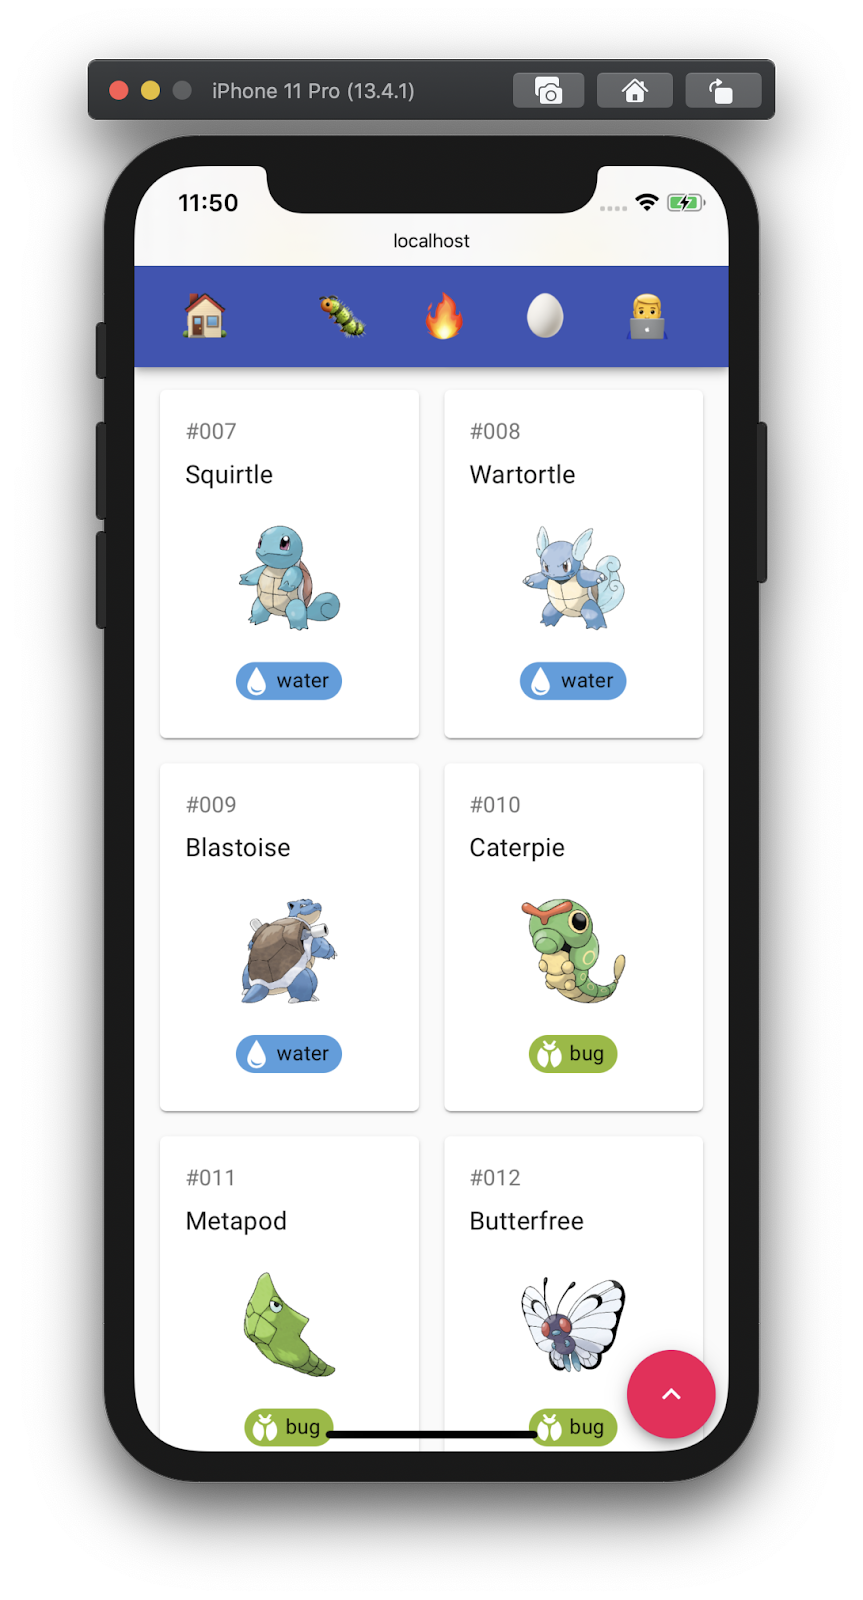 iPhone 11 Pro (13.4.1)
11:50
localhost
#007
Squirtle
water
#008
Wartortle
water
#009
Blastoise
water
#010
Caterpie
bug
#011
Metapod
bug
#012
Butterfree
bug